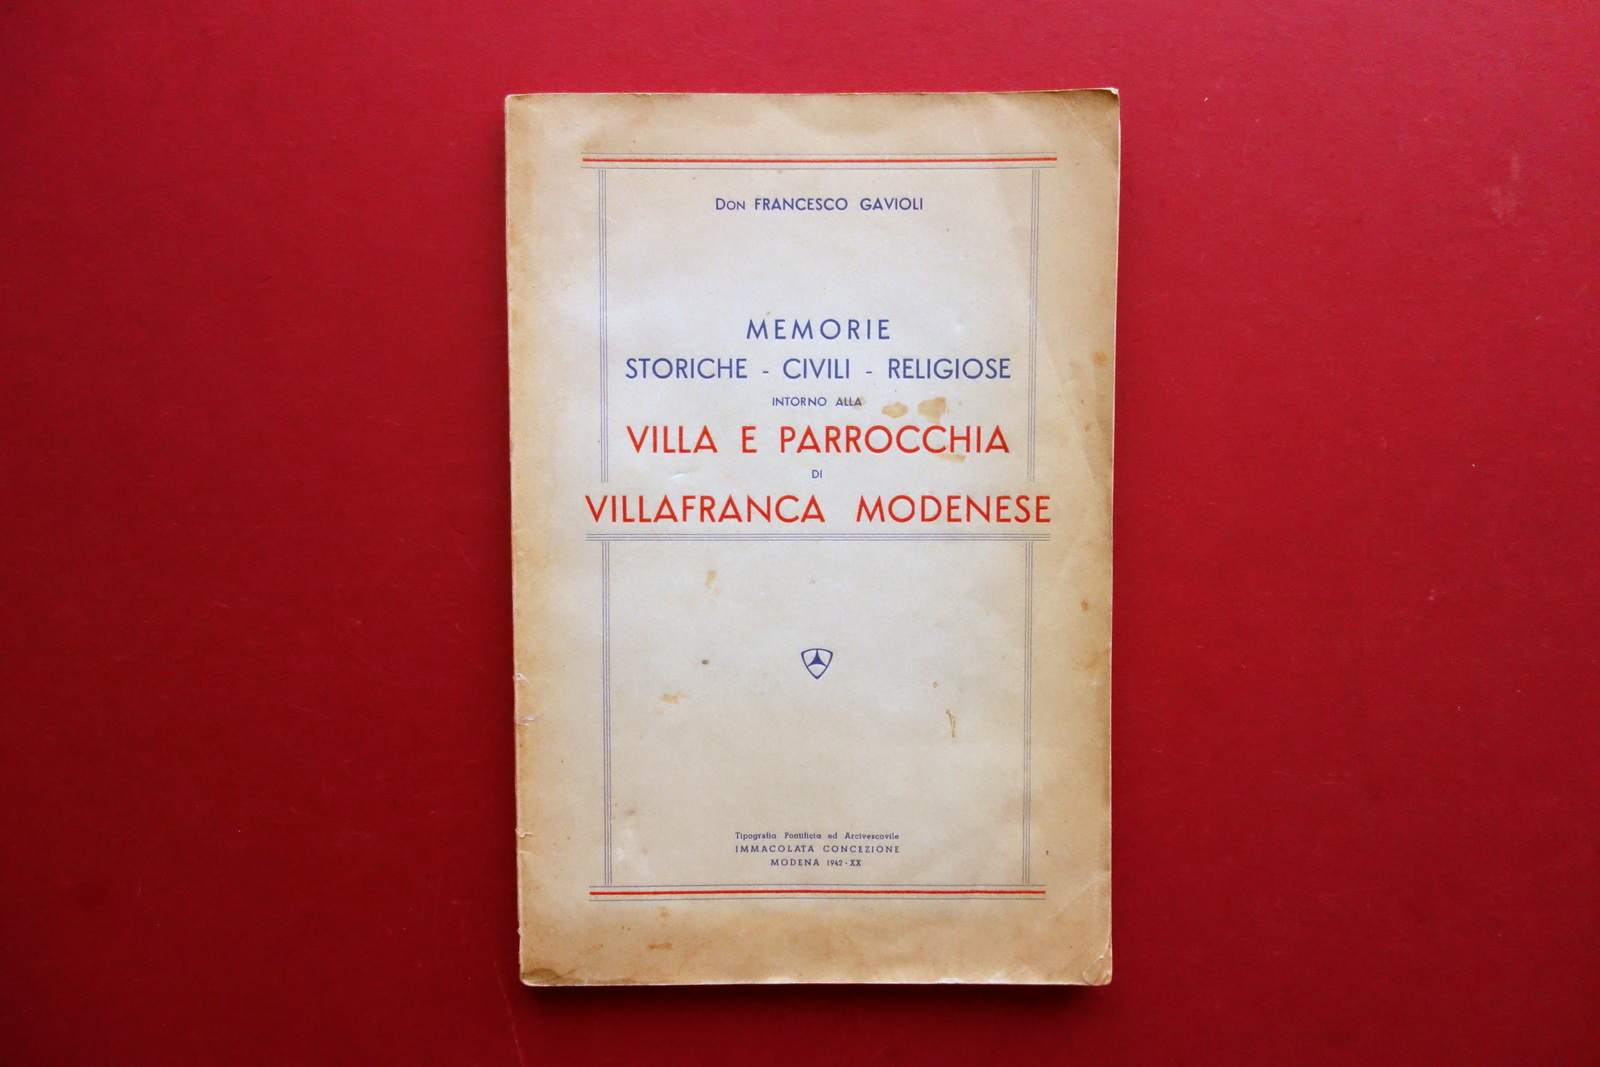 Don FRANCESCO GAVIOLI
MEMORIE
STORICHE - CIVILI - RELIGIOSE
INTORNO ALLA
VILLA E PARROCCHIA
DI
VILLAFRANCA MODENESE
Tipografia Pontificia ed Arcivescovile
IMMACOLATA CONCEZIONE
MODENA 1942 - XX